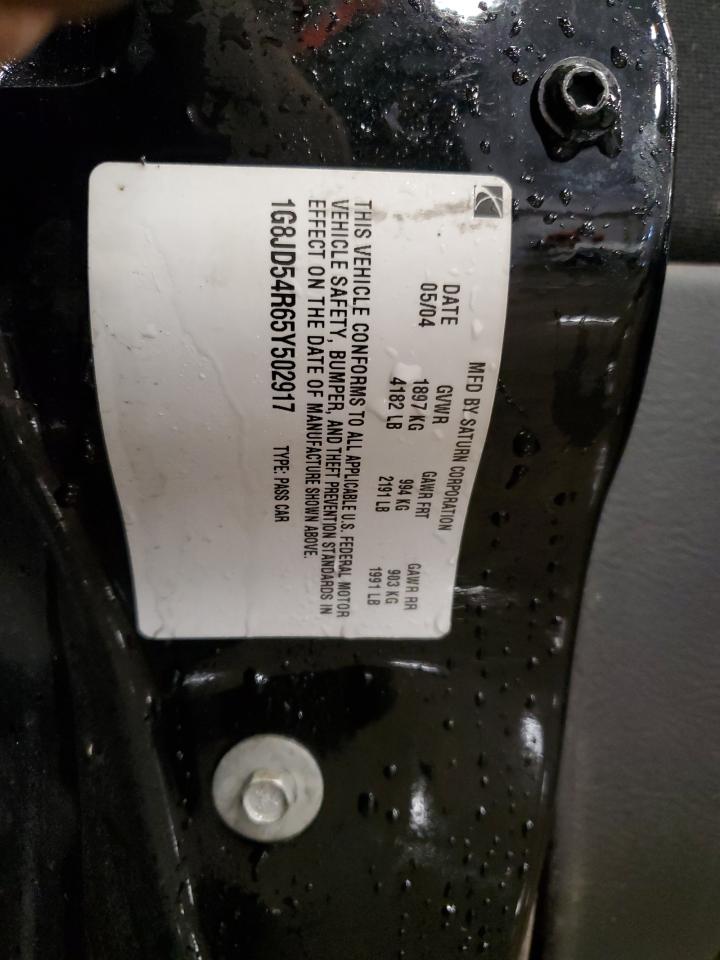 MFD BY SATURN CORPORATION
DATE GVWR GAWR FRT GAWR RR
05/04 1897 KG 994 KG 903 KG
4182 LB 2191 LB 1991 LB
THIS VEHICLE CONFORMS TO ALL APPLICABLE U.S. FEDERAL MOTOR
VEHICLE SAFETY, BUMPER, AND THEFT PREVENTION STANDARDS IN
EFFECT ON THE DATE OF MANUFACTURE SHOWN ABOVE.
1G8JD54R65Y502917 TYPE: PASS CAR